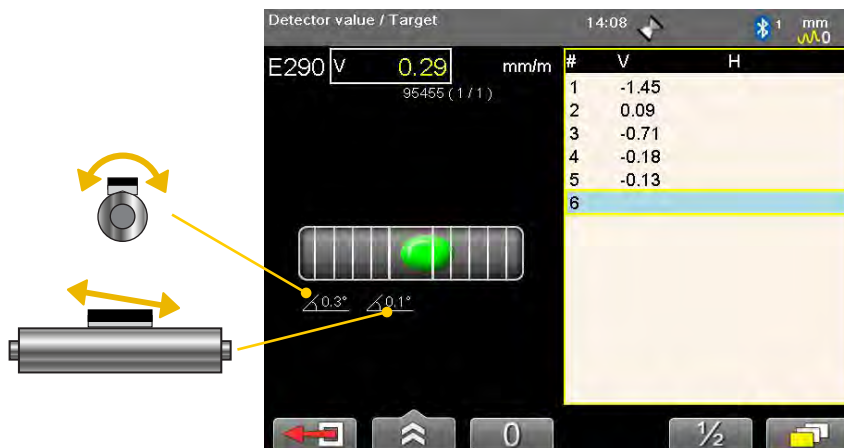 Detector value / Target 14:08 1 mm
0
E290 V 0.29 mm/m
95455 ( 1 / 1 )
# V H
1 -1.45
2 0.09
3 -0.71
4 -0.18
5 -0.13
6
0.3° 0.1°
0 ½